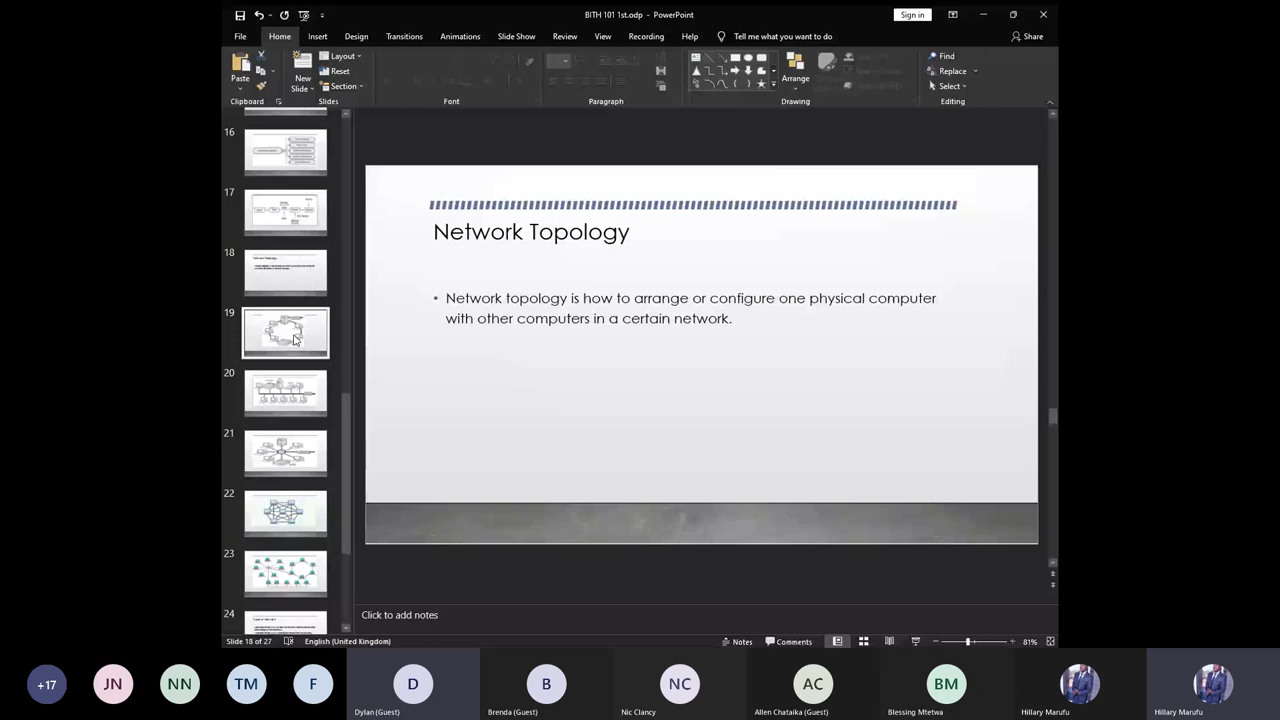 BITH 101 1st.odp - PowerPoint
Sign in
File Home Insert Design Transitions Animations Slide Show Review View Recording Help Tell me what you want to do Share
Paste
New Slide
Layout
Reset
Section
Arrange
Find
Replace
Select
Clipboard Slides Font Paragraph Drawing Editing
16
17
18
19
20
21
22
23
24
Network Topology
• Network topology is how to arrange or configure one physical computer
with other computers in a certain network.
Click to add notes
Slide 18 of 27 English (United Kingdom) Notes Comments 81%
+17 JN NN TM F D B NC AC BM
Dylan (Guest) Brenda (Guest) Nic Clancy Allen Chataika (Guest) Blessing Mtetwa Hillary Marufu Hillary Marufu